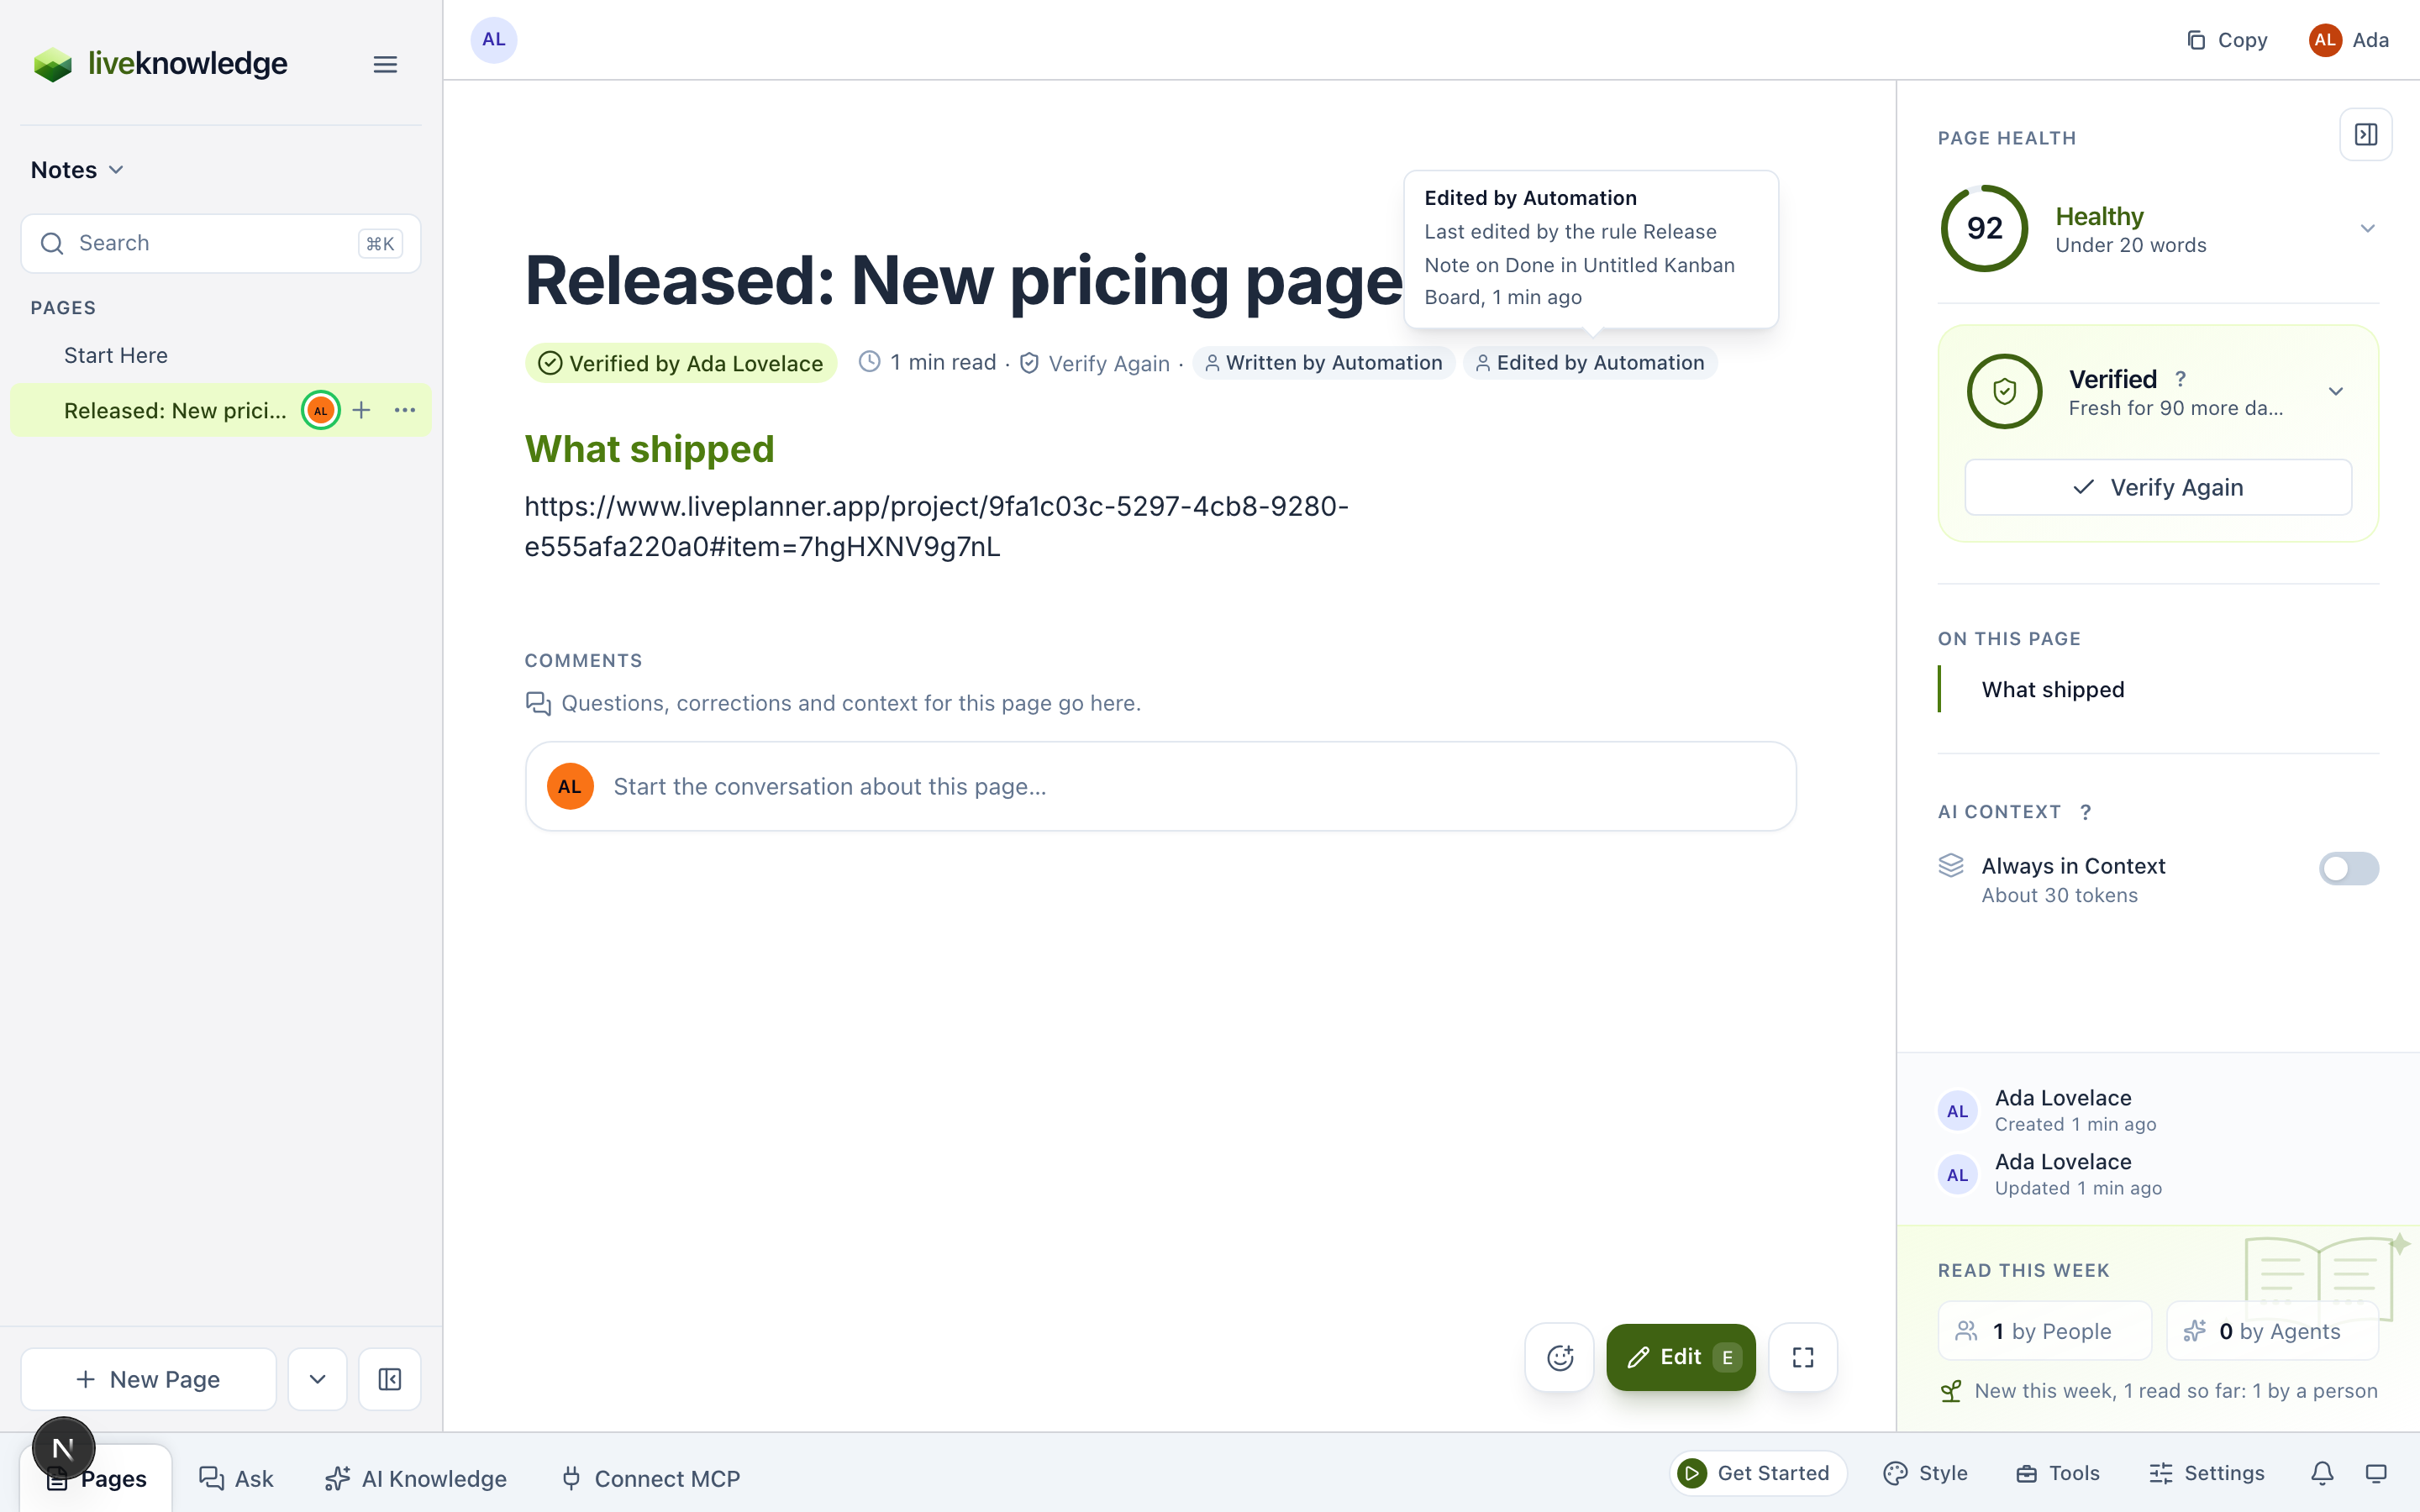 liveknowledge
AL
Copy
AL
Ada
Notes
Search
⌘K
PAGES
Start Here
Released: New prici...
AL
New Page
Edited by Automation
Last edited by the rule Release
Note on Done in Untitled Kanban
Board, 1 min ago
Released: New pricing page
Verified by Ada Lovelace
1 min read · Verify Again ·
Written by Automation
Edited by Automation
What shipped
https://www.liveplanner.app/project/9fa1c03c-5297-4cb8-9280-
e555afa220a0#item=7hgHXNV9g7nL
COMMENTS
Questions, corrections and context for this page go here.
AL
Start the conversation about this page...
Edit E
PAGE HEALTH
92
Healthy
Under 20 words
Verified ?
Fresh for 90 more da...
Verify Again
ON THIS PAGE
What shipped
AI CONTEXT ?
Always in Context
About 30 tokens
AL
Ada Lovelace
Created 1 min ago
AL
Ada Lovelace
Updated 1 min ago
READ THIS WEEK
1 by People
0 by Agents
New this week, 1 read so far: 1 by a person
N
Pages
Ask
AI Knowledge
Connect MCP
Get Started
Style
Tools
Settings